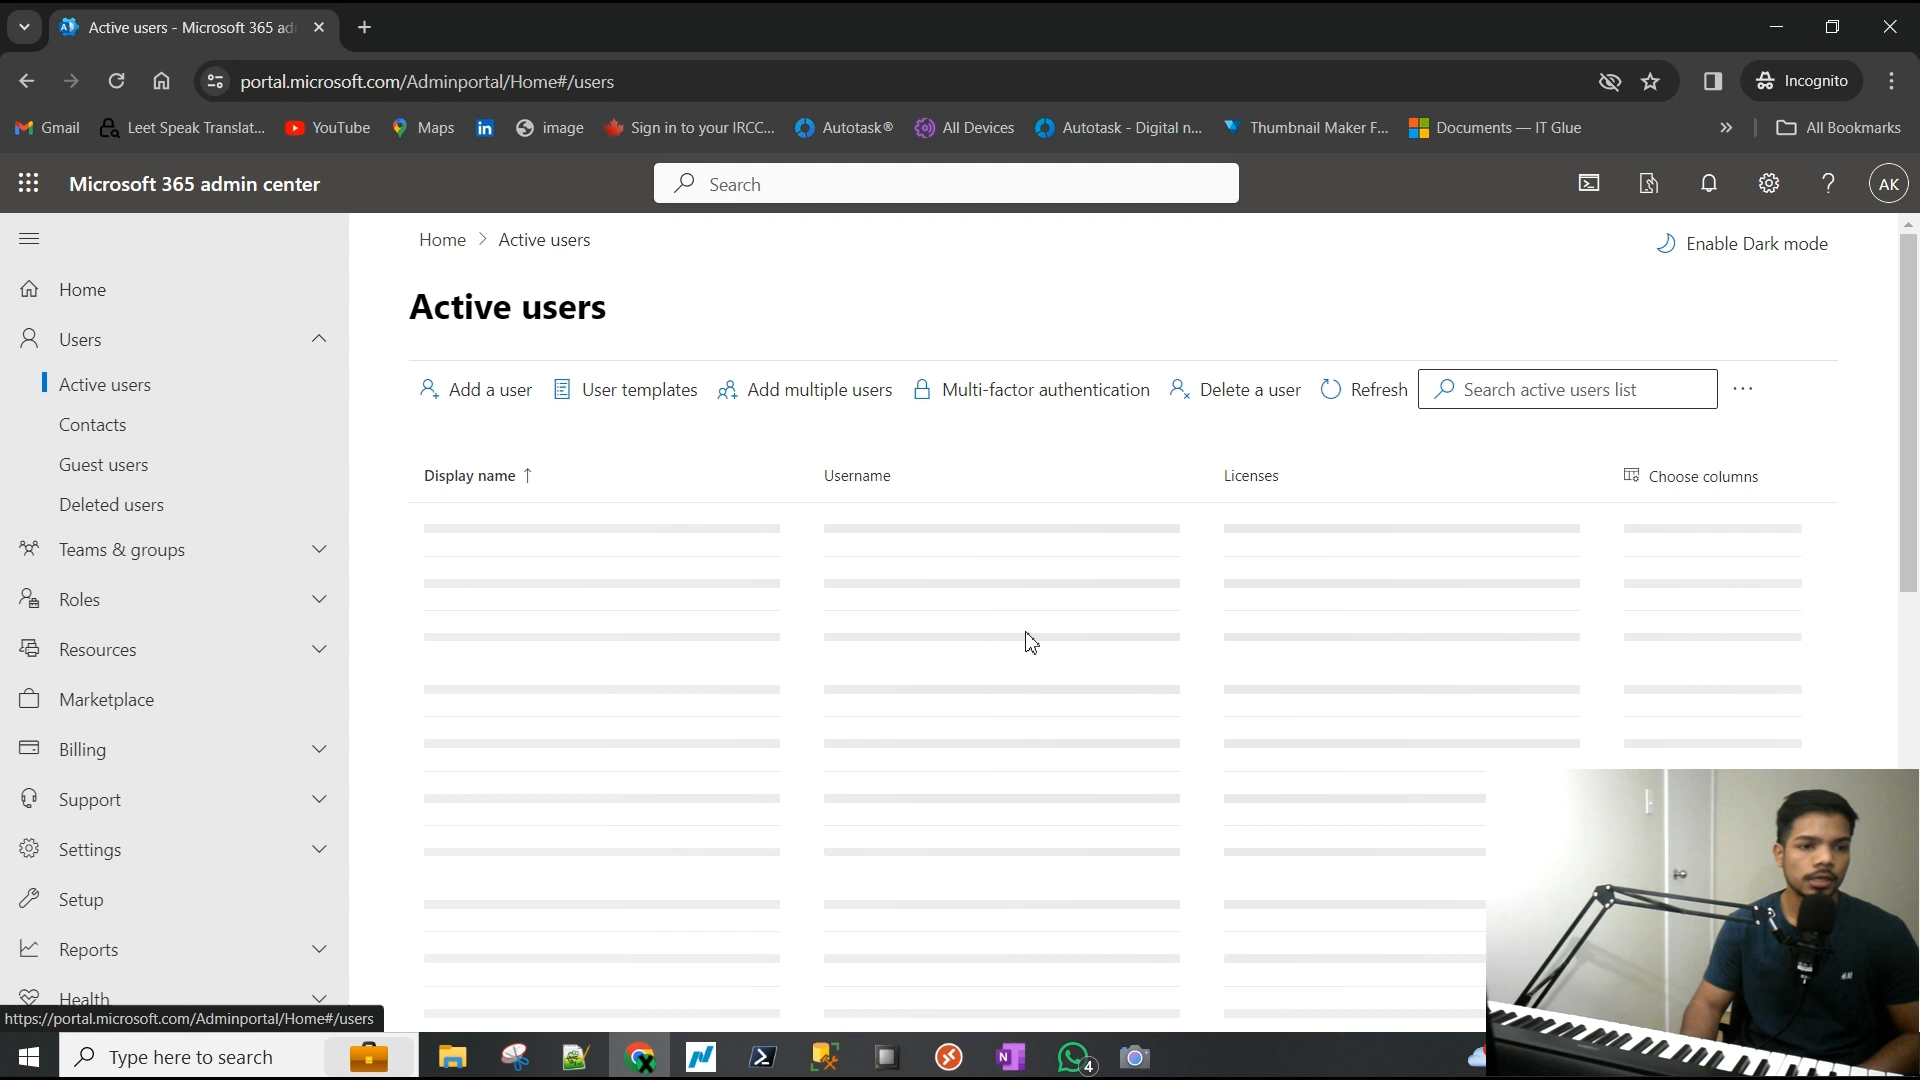 Active users - Microsoft 365 ad
portal.microsoft.com/Adminportal/Home#/users
Incognito
Gmail
Leet Speak Translat...
YouTube
Maps
image
Sign in to your IRCC...
Autotask®
All Devices
Autotask - Digital n...
Thumbnail Maker F...
Documents — IT Glue
All Bookmarks
Microsoft 365 admin center
Search
AK
Home > Active users
Enable Dark mode
Home
Users
Active users
Contacts
Guest users
Deleted users
Teams & groups
Roles
Resources
Marketplace
Billing
Support
Settings
Setup
Reports
Health
Active users
Add a user
User templates
Add multiple users
Multi-factor authentication
Delete a user
Refresh
Search active users list
Display name ↑
Username
Licenses
Choose columns
https://portal.microsoft.com/Adminportal/Home#/users
Type here to search
4